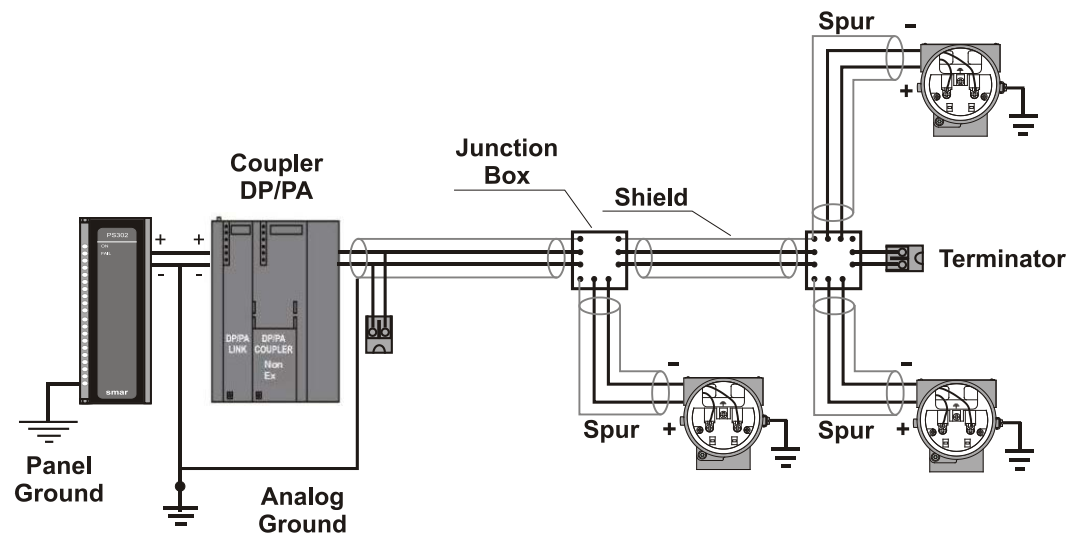 Spur
-
+
Coupler
DP/PA
Junction
Box
Shield
PS302
ON
FAIL
+ +
- -
Terminator
DP/PA
LINK
DP/PA
COUPLER
Non
Ex
smar
-
Spur +
-
Spur +
Panel
Ground
Analog
Ground